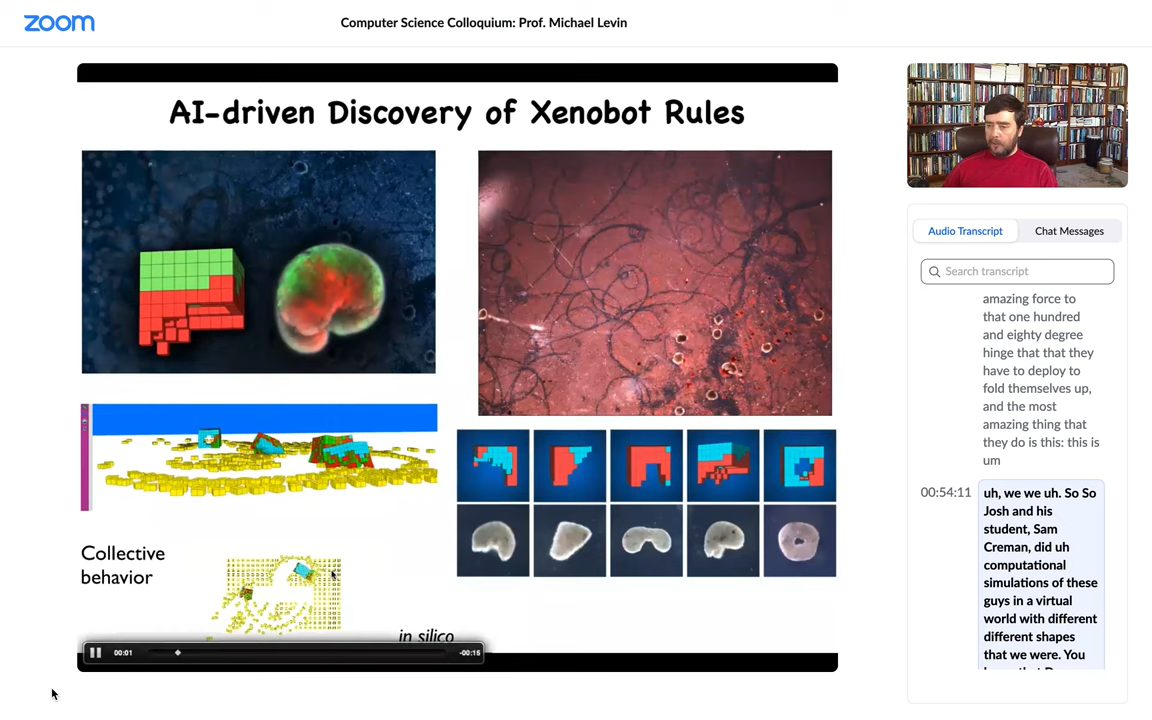 zoom
Computer Science Colloquium: Prof. Michael Levin
AI-driven Discovery of Xenobot Rules
Collective
behavior
in silico
00:01
-00:15
Audio Transcript
Chat Messages
Search transcript
amazing force to
that one hundred
and eighty degree
hinge that that they
have to deploy to
fold themselves up,
and the most
amazing thing that
they do is this: this is
um
00:54:11
uh, we we uh. So So
Josh and his
student, Sam
Creman, did uh
computational
simulations of these
guys in a virtual
world with different
different shapes
that we were. You